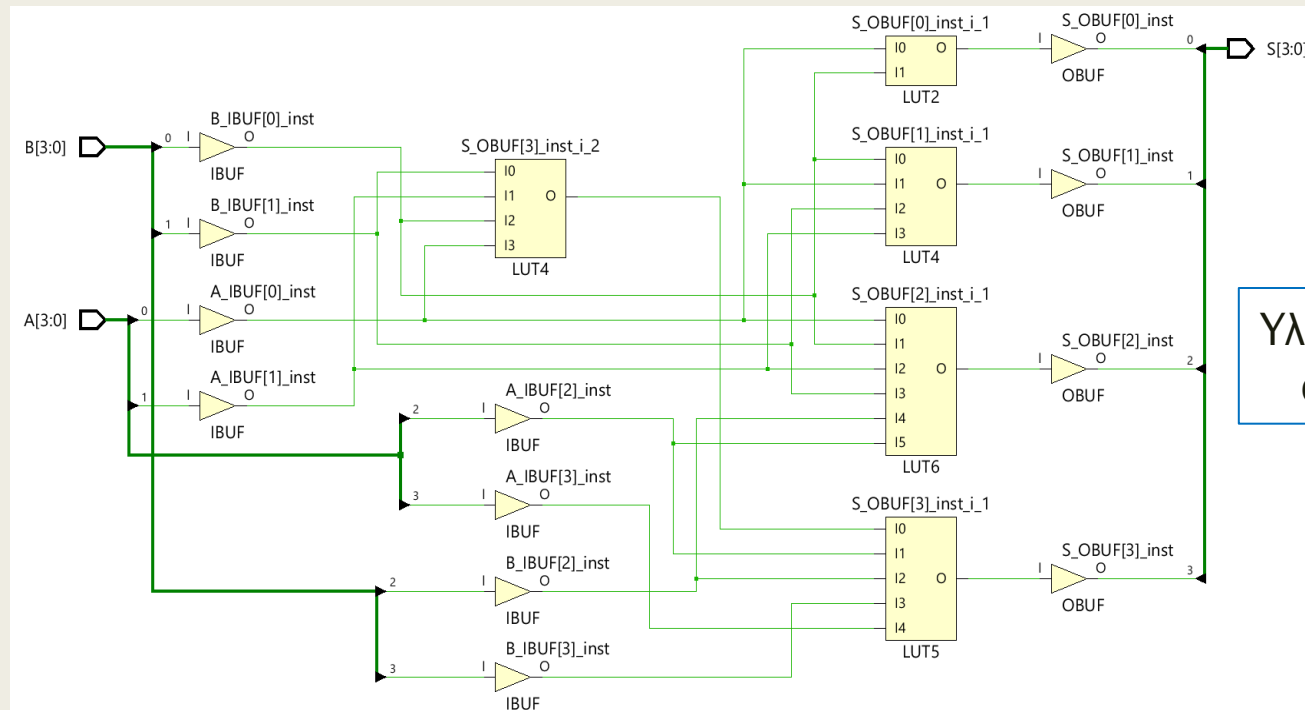 S_OBUF[0]_inst_i_1
I0 O
I1
LUT2
S_OBUF[0]_inst
I O
OBUF
0
S[3:0]
B[3:0]
0
B_IBUF[0]_inst
I O
IBUF
1
B_IBUF[1]_inst
I O
IBUF
A[3:0]
0
A_IBUF[0]_inst
I O
IBUF
1
A_IBUF[1]_inst
I O
IBUF
S_OBUF[3]_inst_i_2
I0
I1 O
I2
I3
LUT4
S_OBUF[1]_inst_i_1
I0
I1 O
I2
I3
LUT4
S_OBUF[1]_inst
I O
OBUF
1
S_OBUF[2]_inst_i_1
I0
I1
I2 O
I3
I4
I5
LUT6
S_OBUF[2]_inst
I O
OBUF
2
2
A_IBUF[2]_inst
I O
IBUF
3
A_IBUF[3]_inst
I O
IBUF
2
B_IBUF[2]_inst
I O
IBUF
3
B_IBUF[3]_inst
I O
IBUF
S_OBUF[3]_inst_i_1
I0
I1
I2 O
I3
I4
LUT5
S_OBUF[3]_inst
I O
OBUF
3